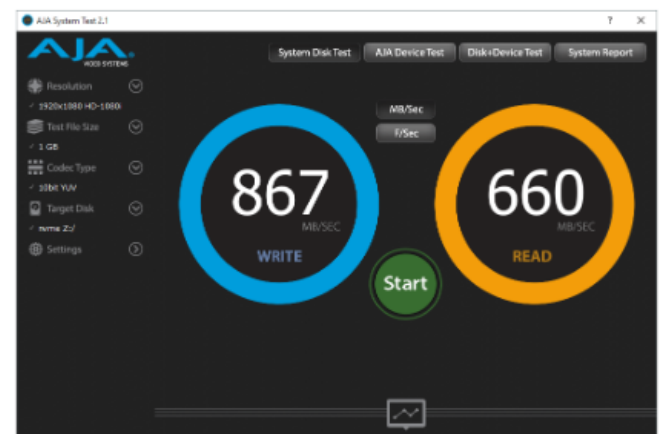 AJA System Test 2.1
AJA
VIDEO SYSTEMS
System Disk Test
AJA Device Test
Disk+Device Test
System Report
Resolution
✓ 1920x1080 HD-1080i
Test File Size
✓ 1 GB
Codec Type
✓ 10bit YUV
Target Disk
✓ nvme Z:/
Settings
MB/Sec
F/Sec
867
MB/SEC
WRITE
660
MB/SEC
READ
Start